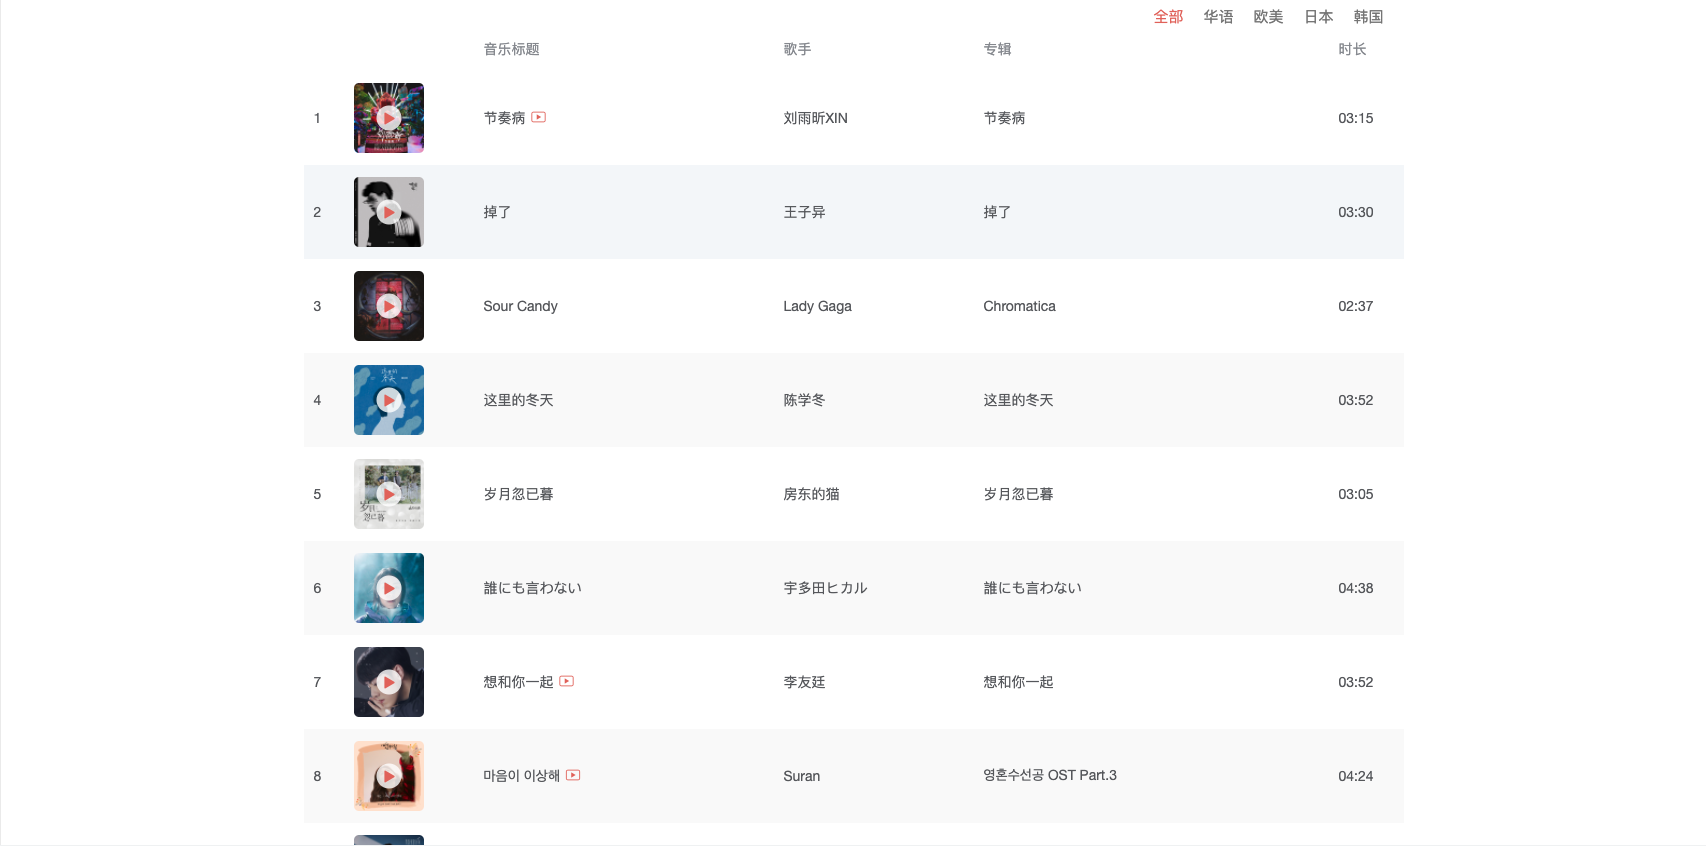 全部 华语 欧美 日本 韩国
音乐标题 歌手 专辑 时长
1 节奏病 刘雨昕XIN 节奏病 03:15
2 掉了 王子异 掉了 03:30
3 Sour Candy Lady Gaga Chromatica 02:37
4 这里的冬天 陈学冬 这里的冬天 03:52
5 岁月忽已暮 房东的猫 岁月忽已暮 03:05
6 誰にも言わない 宇多田ヒカル 誰にも言わない 04:38
7 想和你一起 李友廷 想和你一起 03:52
8 마음이 이상해 Suran 영혼수선공 OST Part.3 04:24